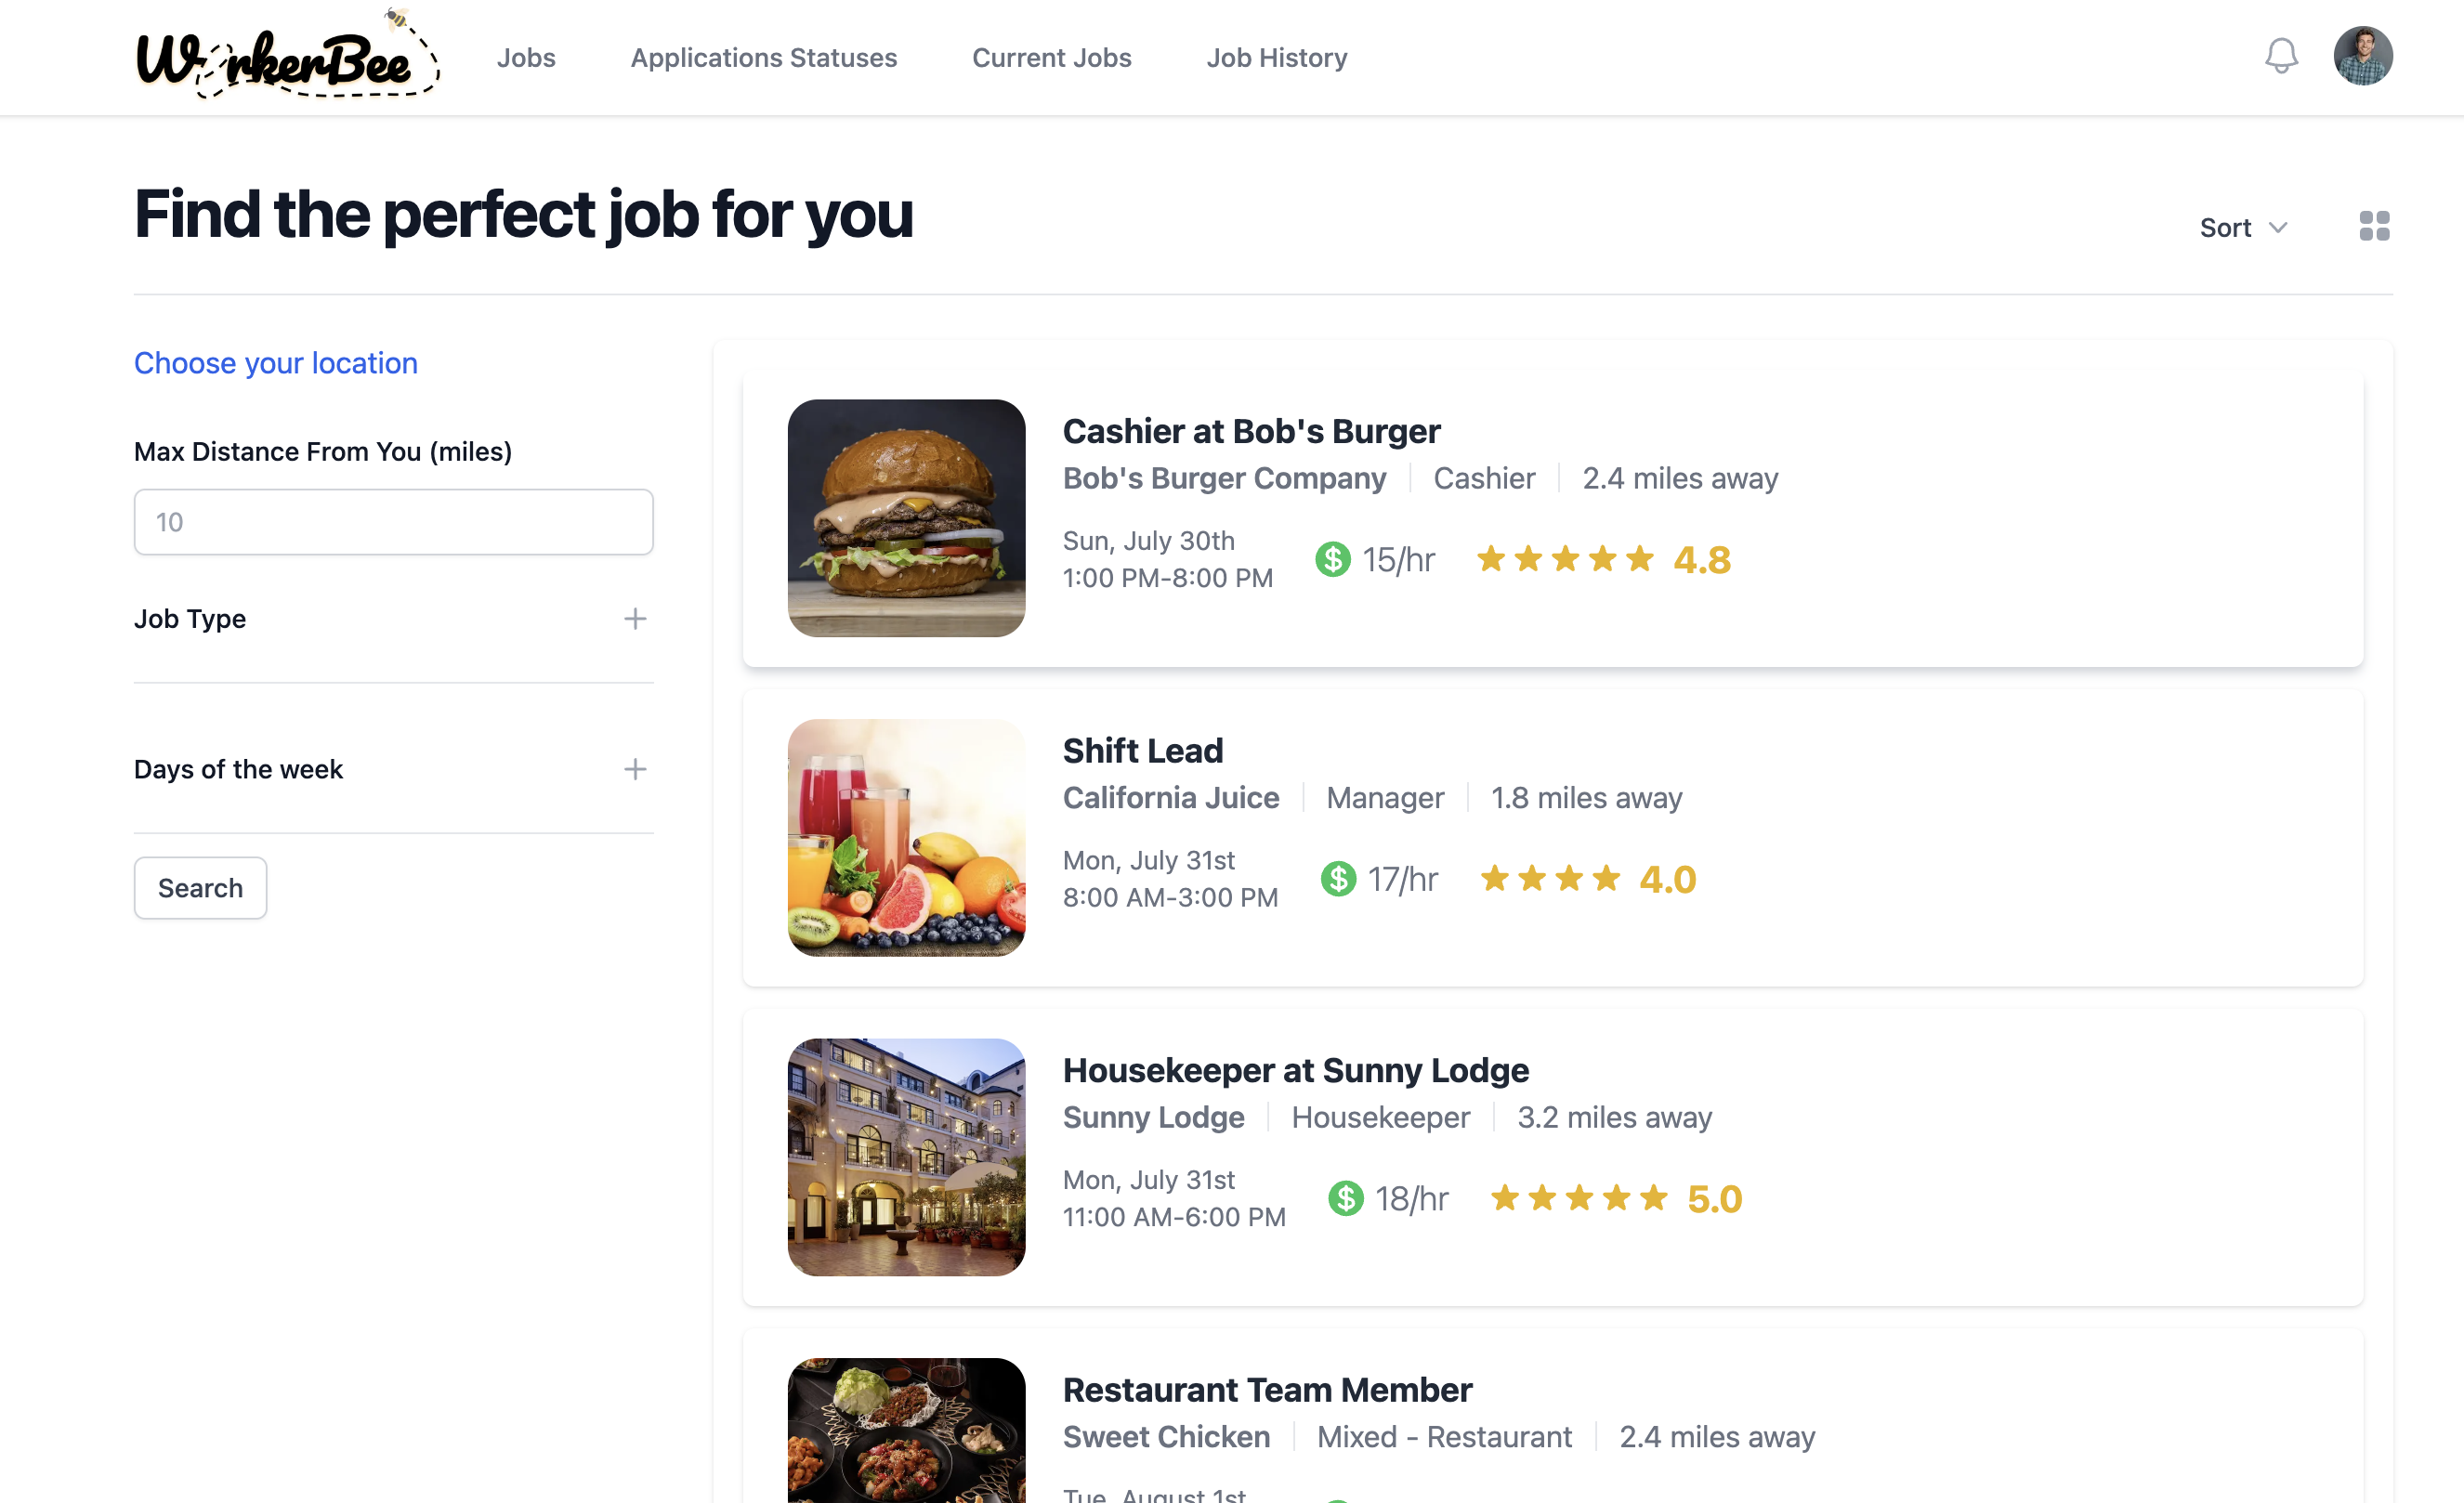 WorkerBee
Jobs
Applications Statuses
Current Jobs
Job History
Find the perfect job for you
Sort
Choose your location
Max Distance From You (miles)
10
Job Type
Days of the week
Search
Cashier at Bob's Burger
Bob's Burger Company
Cashier
2.4 miles away
Sun, July 30th
1:00 PM-8:00 PM
$ 15/hr
4.8
Shift Lead
California Juice
Manager
1.8 miles away
Mon, July 31st
8:00 AM-3:00 PM
$ 17/hr
4.0
Housekeeper at Sunny Lodge
Sunny Lodge
Housekeeper
3.2 miles away
Mon, July 31st
11:00 AM-6:00 PM
$ 18/hr
5.0
Restaurant Team Member
Sweet Chicken
Mixed - Restaurant
2.4 miles away
Tue, August 1st